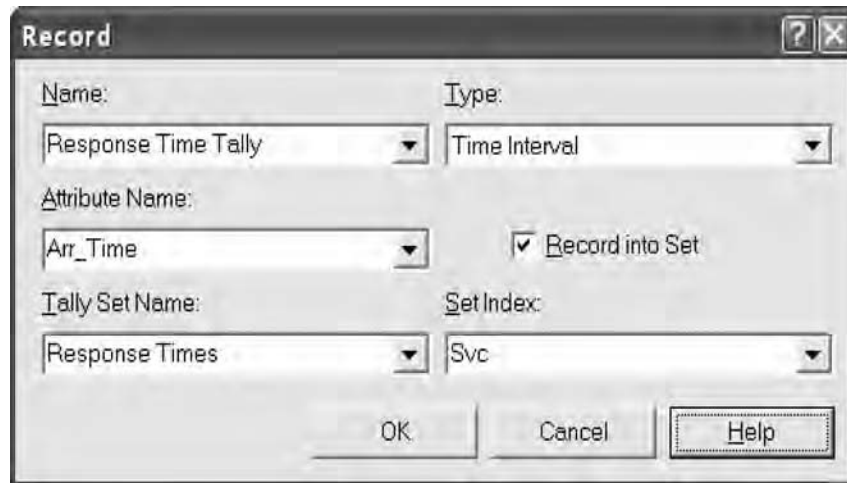 Record
Name:
Type:
Response Time Tally
Time Interval
Attribute Name:
Arr_Time
Record into Set
Tally Set Name:
Set Index:
Response Times
Svc
OK
Cancel
Help